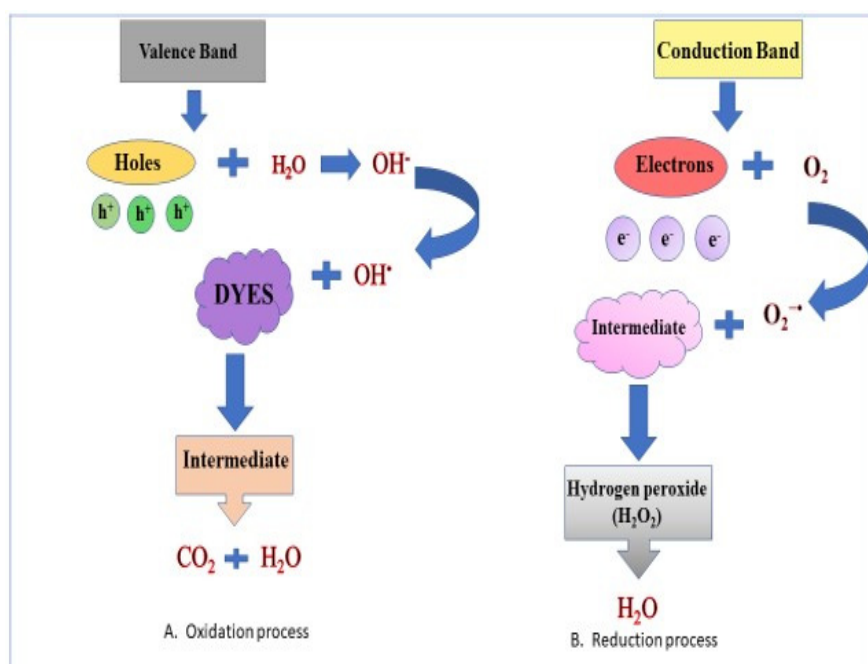 Valence Band
Holes + H₂O → OH•
h⁺ h⁺ h⁺
DYES + OH•
Intermediate
CO₂ + H₂O
A. Oxidation process
Conduction Band
Electrons + O₂
e⁻ e⁻ e⁻
Intermediate + O₂⁻•
Hydrogen peroxide
(H₂O₂)
H₂O
B. Reduction process